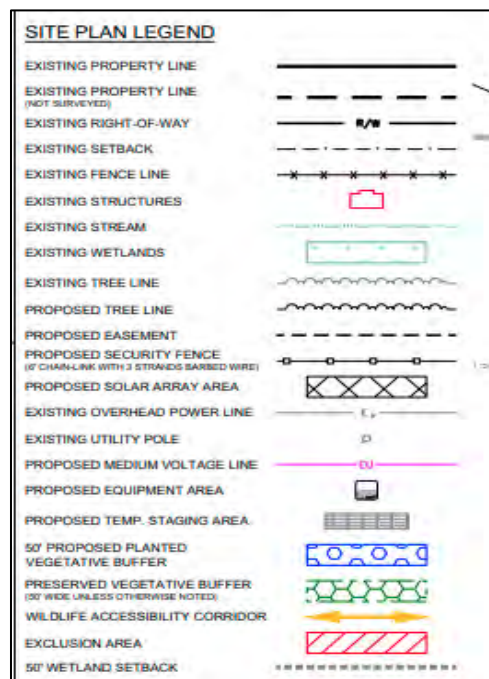 SITE PLAN LEGEND
EXISTING PROPERTY LINE
EXISTING PROPERTY LINE
(NOT SURVEYED)
EXISTING RIGHT-OF-WAY
R/W
EXISTING SETBACK
EXISTING FENCE LINE
EXISTING STRUCTURES
EXISTING STREAM
EXISTING WETLANDS
EXISTING TREE LINE
PROPOSED TREE LINE
PROPOSED EASEMENT
PROPOSED SECURITY FENCE
(6' CHAIN-LINK WITH 3 STRANDS BARBED WIRE)
PROPOSED SOLAR ARRAY AREA
EXISTING OVERHEAD POWER LINE
EXISTING UTILITY POLE
PROPOSED MEDIUM VOLTAGE LINE
PROPOSED EQUIPMENT AREA
PROPOSED TEMP. STAGING AREA
50' PROPOSED PLANTED
VEGETATIVE BUFFER
PRESERVED VEGETATIVE BUFFER
(50' WIDE UNLESS OTHERWISE NOTED)
WILDLIFE ACCESSIBILITY CORRIDOR
EXCLUSION AREA
50' WETLAND SETBACK